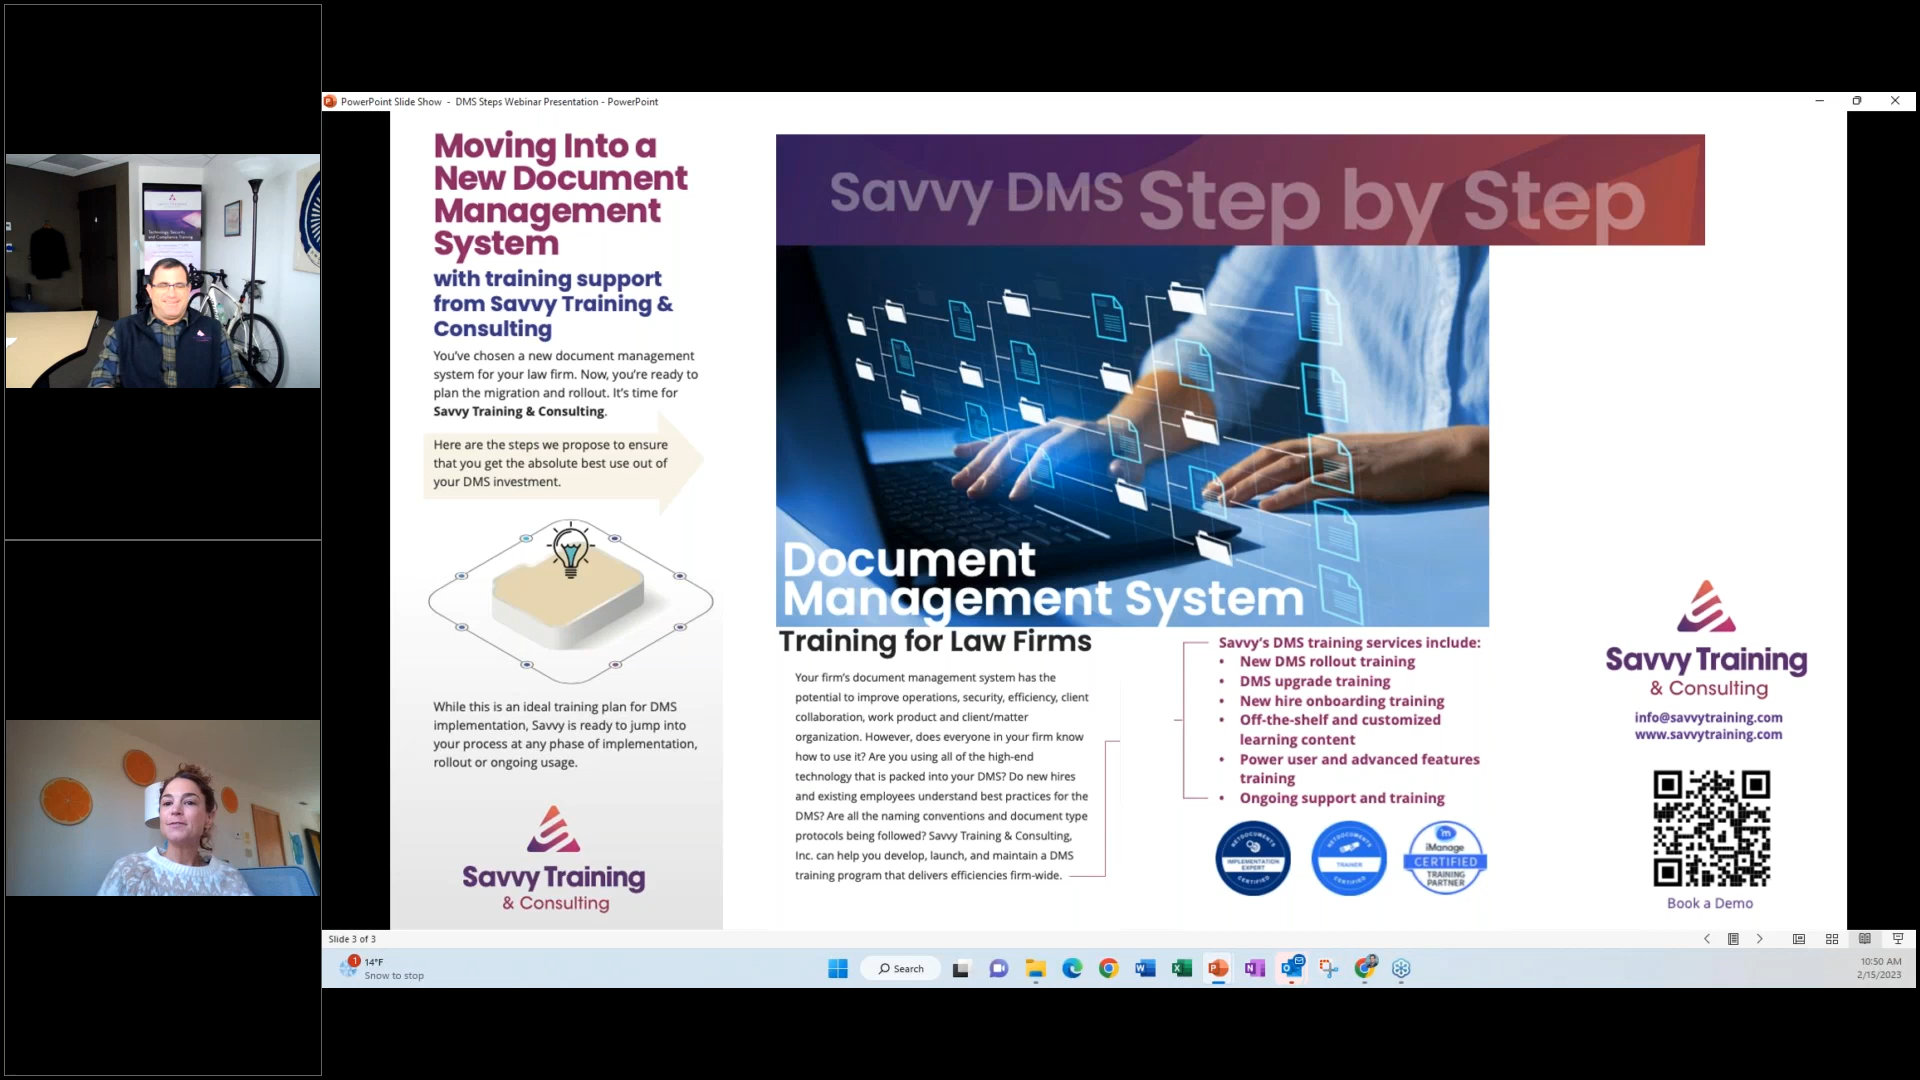 PowerPoint Slide Show - DMS Steps Webinar Presentation - PowerPoint
Moving Into a
New Document
Management
System
with training support
from Savvy Training &
Consulting
You've chosen a new document management
system for your law firm. Now, you're ready to
plan the migration and rollout. It's time for
Savvy Training & Consulting.
Here are the steps we propose to ensure
that you get the absolute best use out of
your DMS investment.
While this is an ideal training plan for DMS
implementation, Savvy is ready to jump into
your process at any phase of implementation,
rollout or ongoing usage.
Savvy Training
& Consulting
Savvy DMS Step by Step
Document
Management System
Training for Law Firms
Your firm's document management system has the
potential to improve operations, security, efficiency, client
collaboration, work product and client/matter
organization. However, does everyone in your firm know
how to use it? Are you using all of the high-end
technology that is packed into your DMS? Do new hires
and existing employees understand best practices for the
DMS? Are all the naming conventions and document type
protocols being followed? Savvy Training & Consulting,
Inc. can help you develop, launch, and maintain a DMS
training program that delivers efficiencies firm-wide.
Savvy's DMS training services include:
• New DMS rollout training
• DMS upgrade training
• New hire onboarding training
• Off-the-shelf and customized
learning content
• Power user and advanced features
training
• Ongoing support and training
NETDOCUMENTS
IMPLEMENTATION
EXPERT
CERTIFIED
NETDOCUMENTS
TRAINER
CERTIFIED
m
iManage
CERTIFIED
TRAINING
PARTNER
Savvy Training
& Consulting
info@savvytraining.com
www.savvytraining.com
Book a Demo
Slide 3 of 3
1
14°F
Snow to stop
Search
10:50 AM
2/15/2023